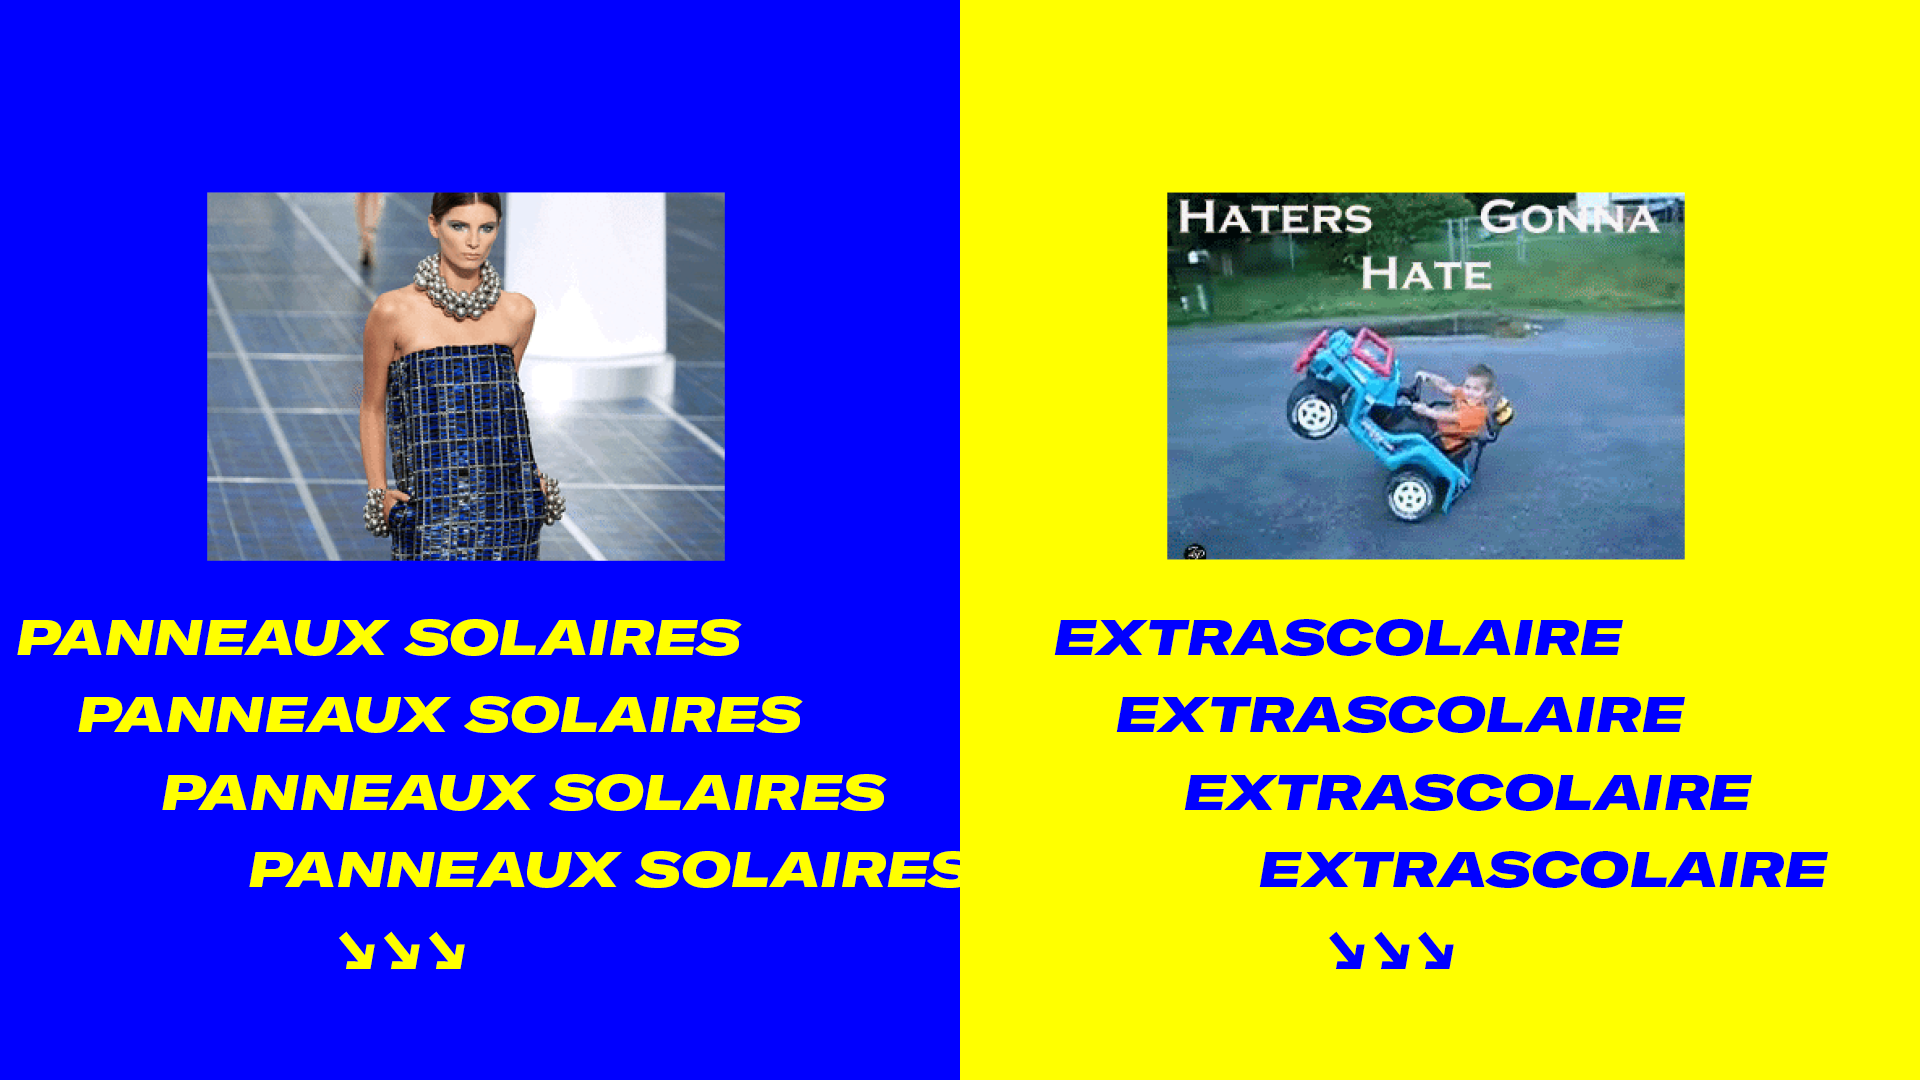 PANNEAUX SOLAIRES
PANNEAUX SOLAIRES
PANNEAUX SOLAIRES
PANNEAUX SOLAIRES
↘↘↘
HATERS GONNA
HATE
EXTRASCOLAIRE
EXTRASCOLAIRE
EXTRASCOLAIRE
EXTRASCOLAIRE
↘↘↘